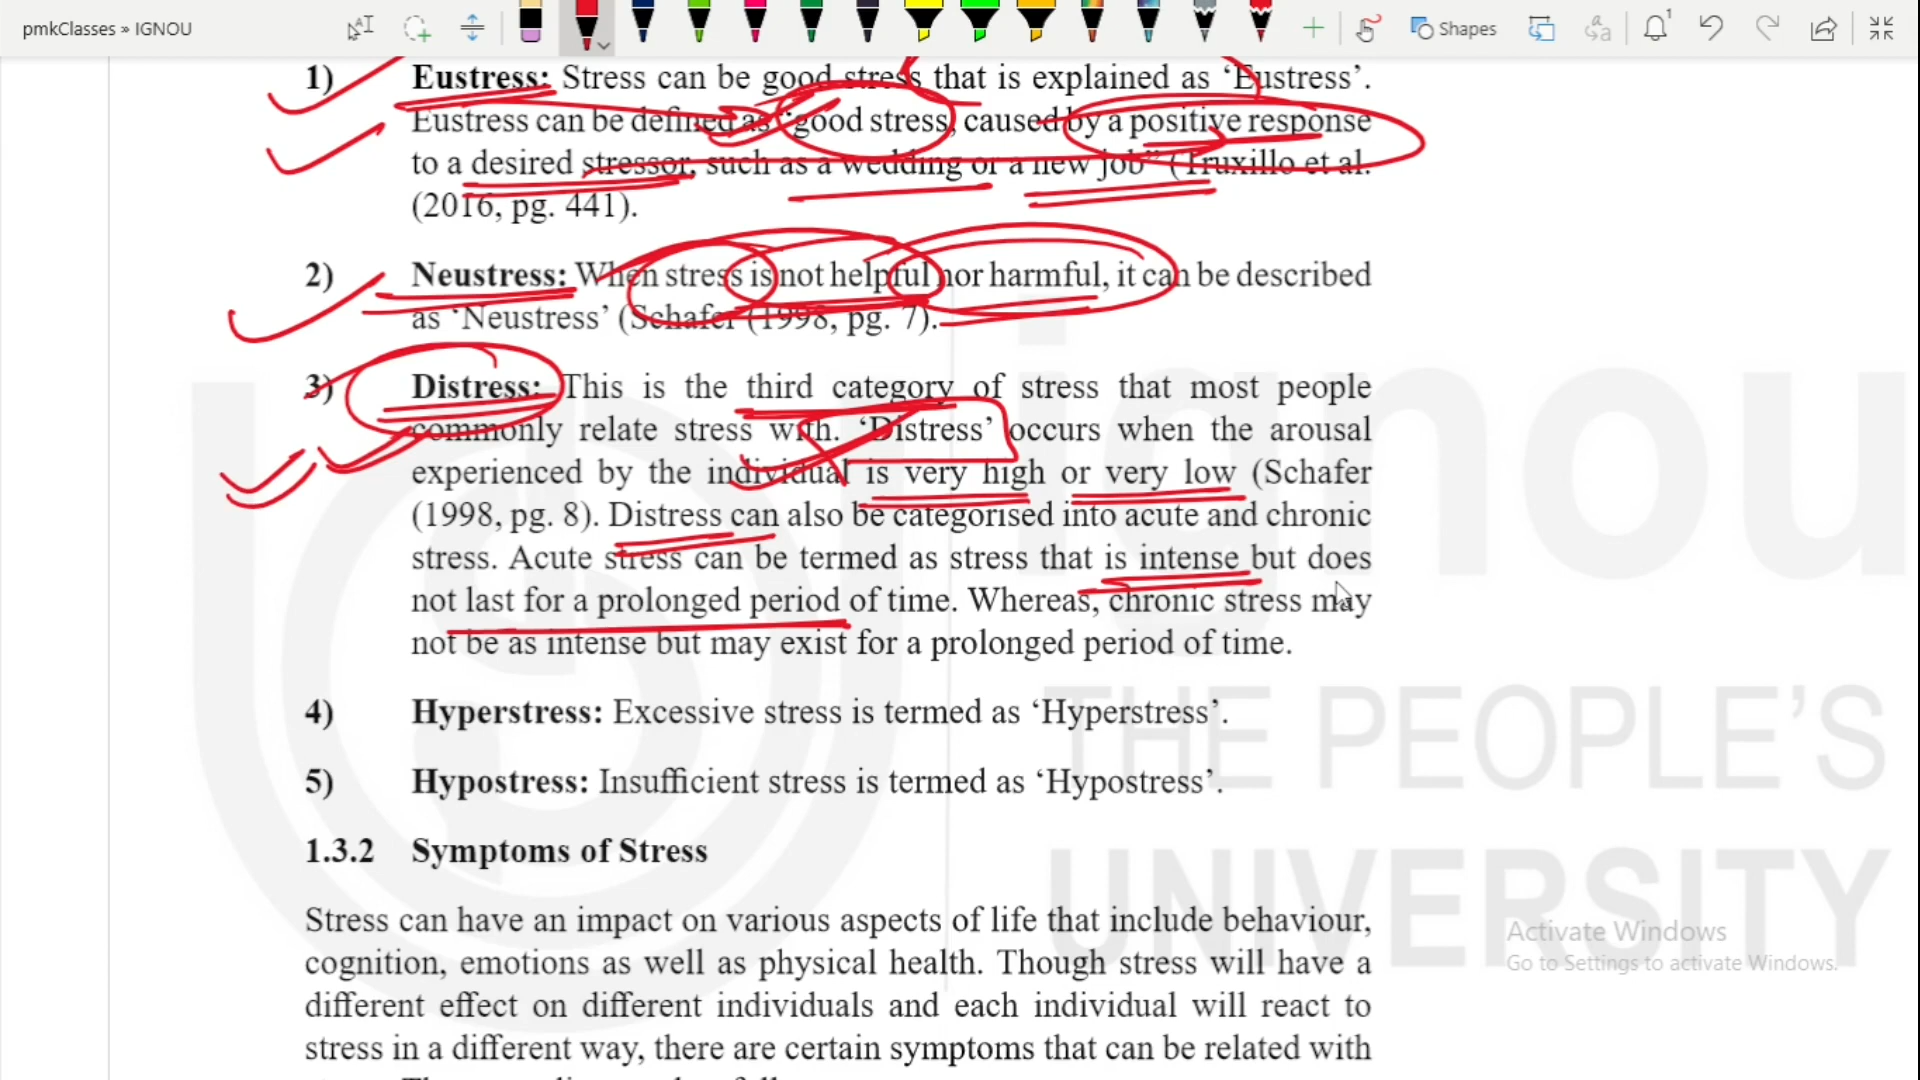 pmkClasses » IGNOU
Shapes
1) Eustress: Stress can be good stress that is explained as ‘Eustress’.
Eustress can be defined as “good stress, caused by a positive response
to a desired stressor, such as a wedding or a new job” (Truxillo et al.
(2016, pg. 441).
2) Neustress: When stress is not helpful nor harmful, it can be described
as ‘Neustress’ (Schafer (1998, pg. 7).
3) Distress: This is the third category of stress that most people
commonly relate stress with. ‘Distress’ occurs when the arousal
experienced by the individual is very high or very low (Schafer
(1998, pg. 8). Distress can also be categorised into acute and chronic
stress. Acute stress can be termed as stress that is intense but does
not last for a prolonged period of time. Whereas, chronic stress may
not be as intense but may exist for a prolonged period of time.
4) Hyperstress: Excessive stress is termed as ‘Hyperstress’.
5) Hypostress: Insufficient stress is termed as ‘Hypostress’.
1.3.2 Symptoms of Stress
Stress can have an impact on various aspects of life that include behaviour,
cognition, emotions as well as physical health. Though stress will have a
different effect on different individuals and each individual will react to
stress in a different way, there are certain symptoms that can be related with
ignou
THE PEOPLE’S
UNIVERSITY
Activate Windows
Go to Settings to activate Windows.